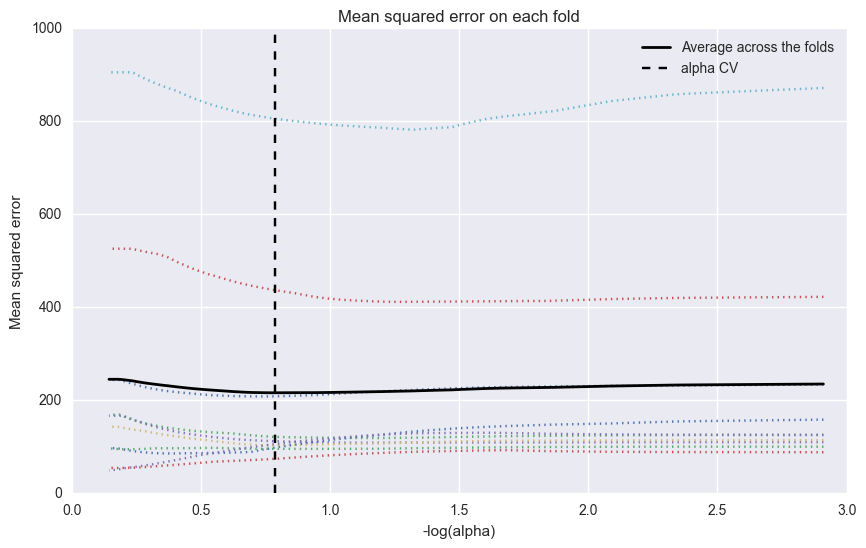 Mean squared error on each fold
Average across the folds
alpha CV
Mean squared error
1000
800
600
400
200
0
0.0 0.5 1.0 1.5 2.0 2.5 3.0
-log(alpha)